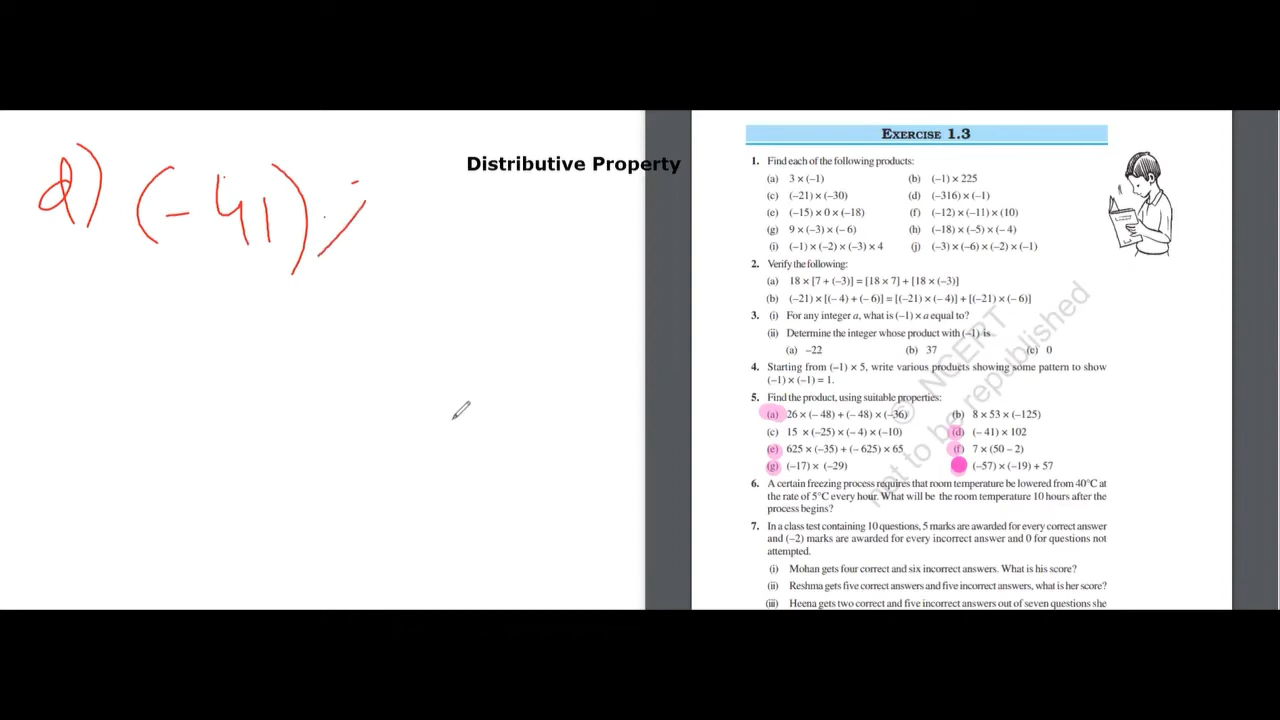 d) (-41)
Distributive Property
EXERCISE 1.3
1. Find each of the following products:
(a) 3 × (–1) (b) (–1) × 225
(c) (–21) × (–30) (d) (–316) × (–1)
(e) (–15) × 0 × (–18) (f) (–12) × (–11) × (10)
(g) 9 × (–3) × (– 6) (h) (–18) × (–5) × (– 4)
(i) (–1) × (–2) × (–3) × 4 (j) (–3) × (–6) × (–2) × (–1)
2. Verify the following:
(a) 18 × [7 + (–3)] = [18 × 7] + [18 × (–3)]
(b) (–21) × [(– 4) + (– 6)] = [(–21) × (– 4)] + [(–21) × (– 6)]
3. (i) For any integer a, what is (–1) × a equal to?
(ii) Determine the integer whose product with (–1) is
(a) –22 (b) 37 (c) 0
4. Starting from (–1) × 5, write various products showing some pattern to show
(–1) × (–1) = 1.
5. Find the product, using suitable properties:
(a) 26 × (– 48) + (– 48) × (–36) (b) 8 × 53 × (–125)
(c) 15 × (–25) × (– 4) × (–10) (d) (– 41) × 102
(e) 625 × (–35) + (– 625) × 65 (f) 7 × (50 – 2)
(g) (–17) × (–29) (–57) × (–19) + 57
6. A certain freezing process requires that room temperature be lowered from 40°C at
the rate of 5°C every hour. What will be the room temperature 10 hours after the
process begins?
7. In a class test containing 10 questions, 5 marks are awarded for every correct answer
and (–2) marks are awarded for every incorrect answer and 0 for questions not
attempted.
(i) Mohan gets four correct and six incorrect answers. What is his score?
(ii) Reshma gets five correct answers and five incorrect answers, what is her score?
(iii) Heena gets two correct and five incorrect answers out of seven questions she
© NCERT
not to be republished